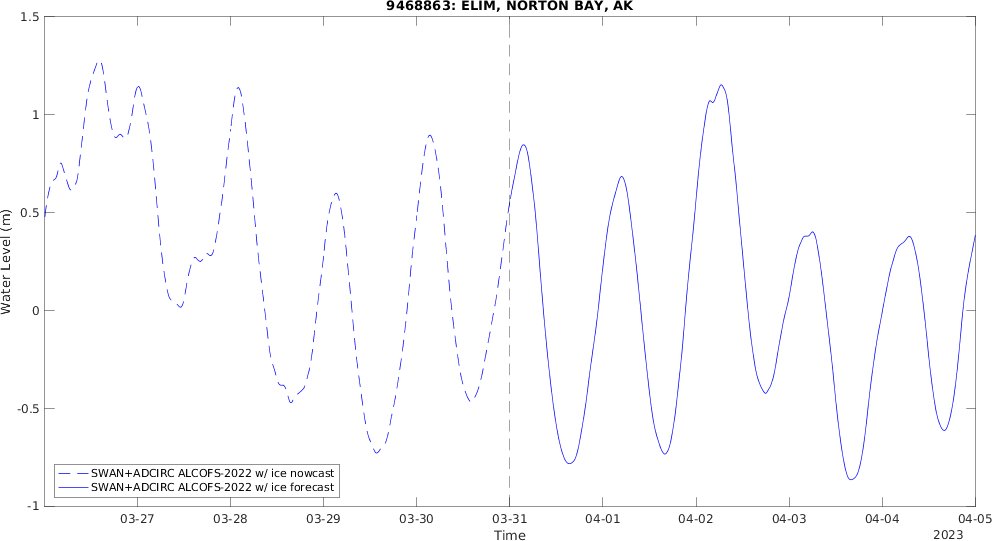 9468863: ELIM, NORTON BAY, AK
1.5
1
0.5
0
-0.5
-1
Water Level (m)
SWAN+ADCIRC ALCOFS-2022 w/ ice nowcast
SWAN+ADCIRC ALCOFS-2022 w/ ice forecast
03-27 03-28 03-29 03-30 03-31 04-01 04-02 04-03 04-04 04-05
Time
2023